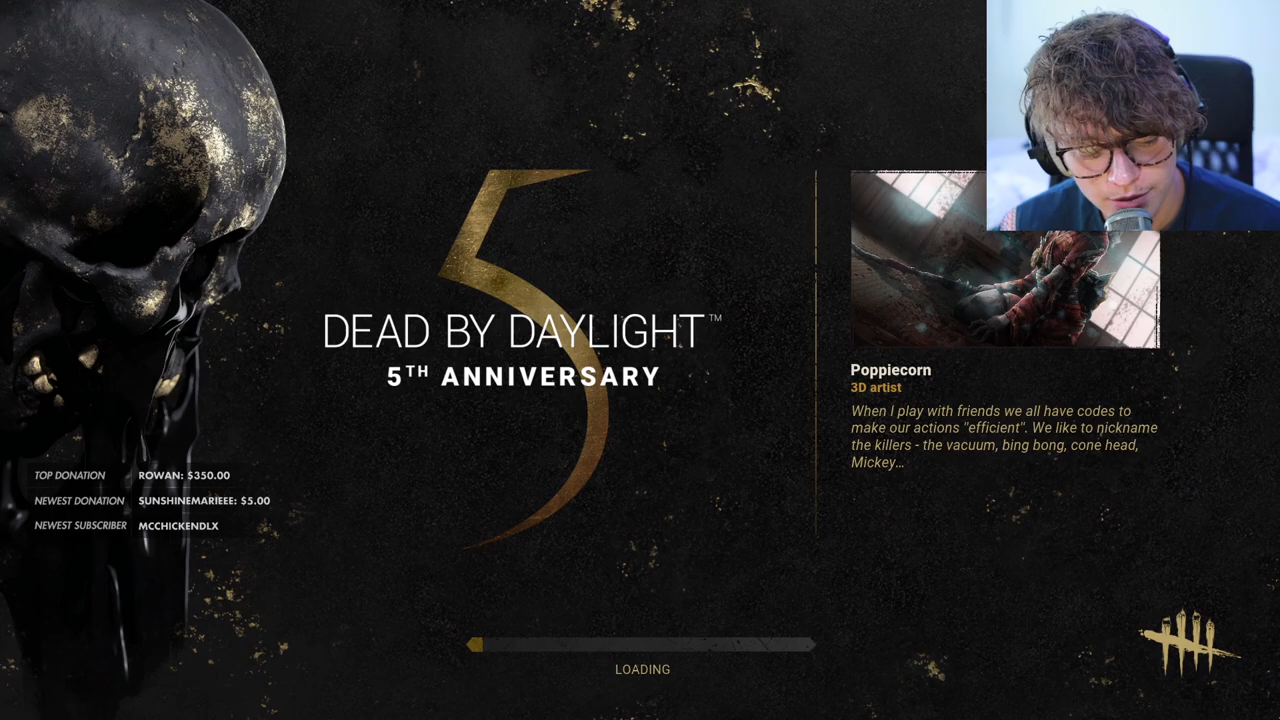 5
DEAD BY DAYLIGHT™
5TH ANNIVERSARY
Poppiecorn
3D artist
When I play with friends we all have codes to
make our actions "efficient". We like to nickname
the killers - the vacuum, bing bong, cone head,
Mickey...
TOP DONATION ROWAN: $350.00
NEWEST DONATION SUNSHINEMARIEEE: $5.00
NEWEST SUBSCRIBER MCCHICKENDLX
LOADING